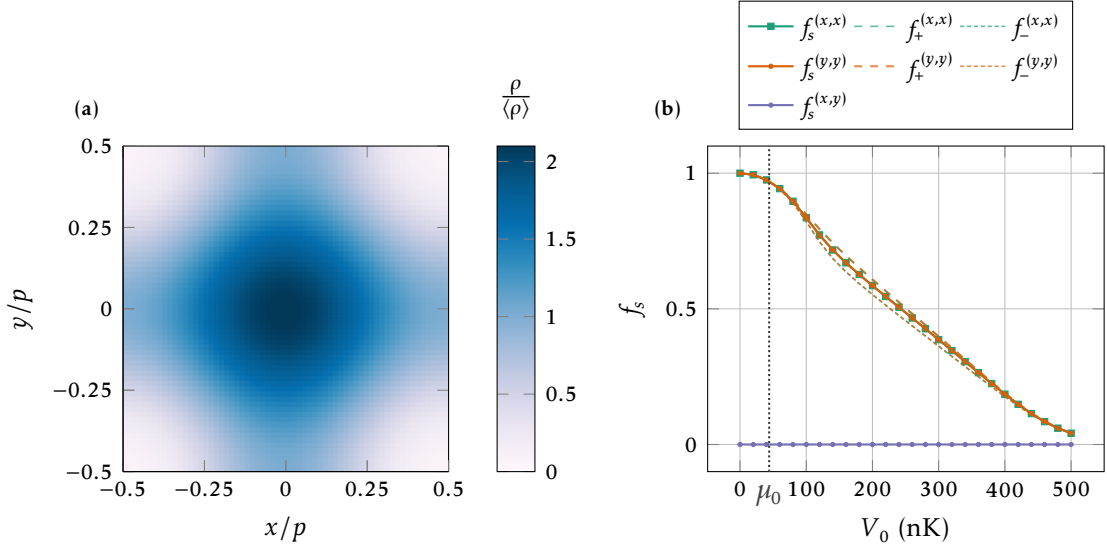 (a)
ρ/⟨ρ⟩
0.5
0.25
0
−0.25
−0.5
y/p
−0.5 −0.25 0 0.25 0.5
x/p
2
1.5
1
0.5
0
f_s^(x,x) f_+^(x,x) f_−^(x,x)
f_s^(y,y) f_+^(y,y) f_−^(y,y)
f_s^(x,y)
(b)
1
0.5
0
f_s
0 μ_0 100 200 300 400 500
V_0 (nK)